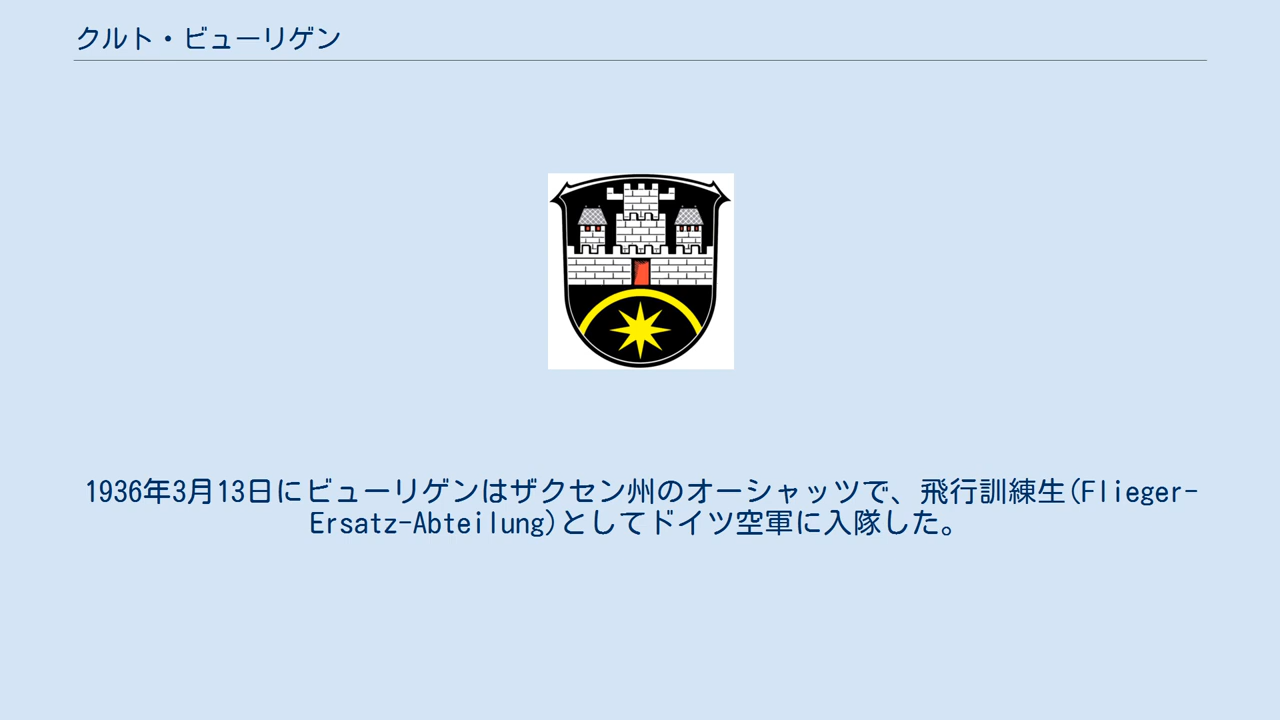 クルト・ビューリゲン
1936年3月13日にビューリゲンはザクセン州のオーシャッツで、飛行訓練生(Flieger-
Ersatz-Abteilung)としてドイツ空軍に入隊した。